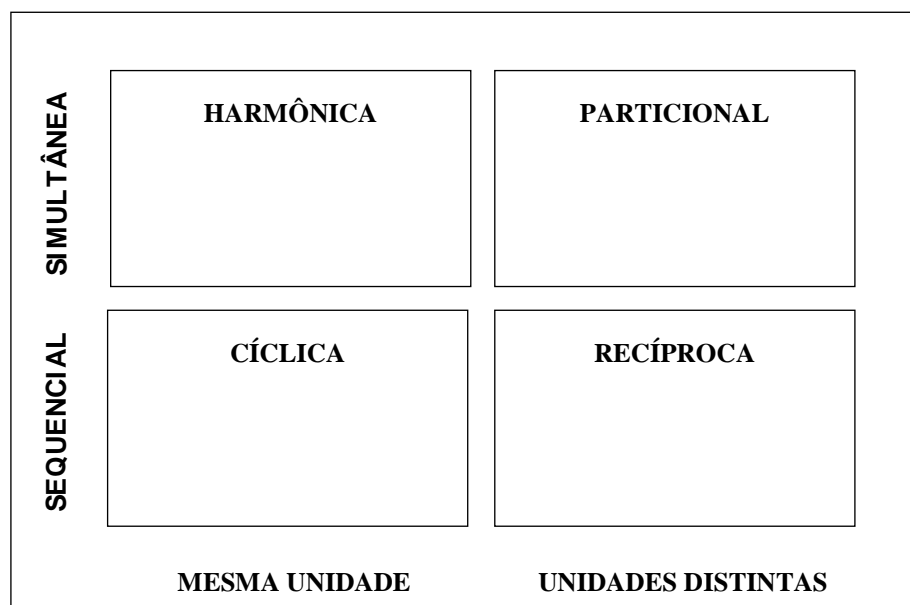 SIMULTÂNEA
HARMÔNICA
PARTICIONAL
SEQUENCIAL
CÍCLICA
RECÍPROCA
MESMA UNIDADE
UNIDADES DISTINTAS